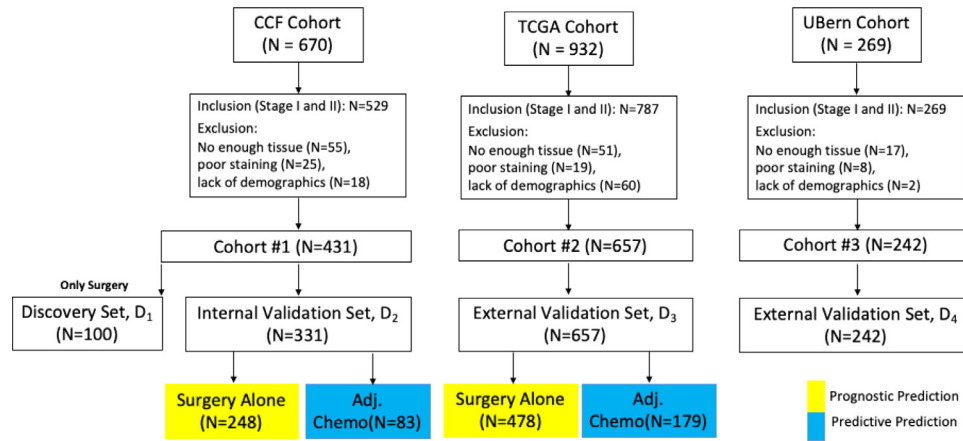 CCF Cohort
(N = 670)
TCGA Cohort
(N = 932)
UBern Cohort
(N = 269)
Inclusion (Stage I and II): N=529
Exclusion:
No enough tissue (N=55),
poor staining (N=25),
lack of demographics (N=18)
Inclusion (Stage I and II): N=787
Exclusion:
No enough tissue (N=51),
poor staining (N=19),
lack of demographics (N=60)
Inclusion (Stage I and II): N=269
Exclusion:
No enough tissue (N=17),
poor staining (N=8),
lack of demographics (N=2)
Cohort #1 (N=431)
Cohort #2 (N=657)
Cohort #3 (N=242)
Only Surgery
Discovery Set, D1
(N=100)
Internal Validation Set, D2
(N=331)
External Validation Set, D3
(N=657)
External Validation Set, D4
(N=242)
Surgery Alone
(N=248)
Adj.
Chemo(N=83)
Surgery Alone
(N=478)
Adj.
Chemo(N=179)
Prognostic Prediction
Predictive Prediction